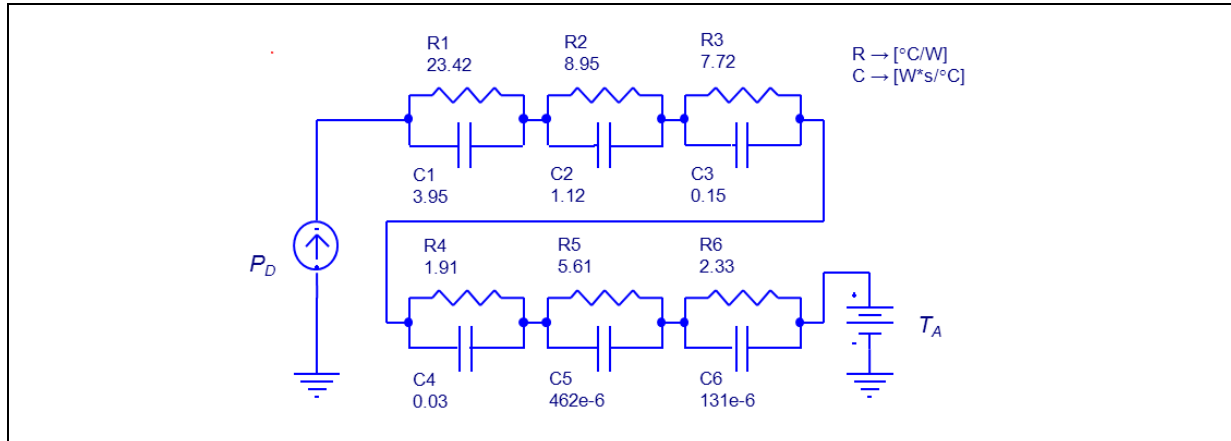 R1
23.42
R2
8.95
R3
7.72
R → [°C/W]
C → [W*s/°C]
C1
3.95
C2
1.12
C3
0.15
P_D
R4
1.91
R5
5.61
R6
2.33
T_A
C4
0.03
C5
462e-6
C6
131e-6